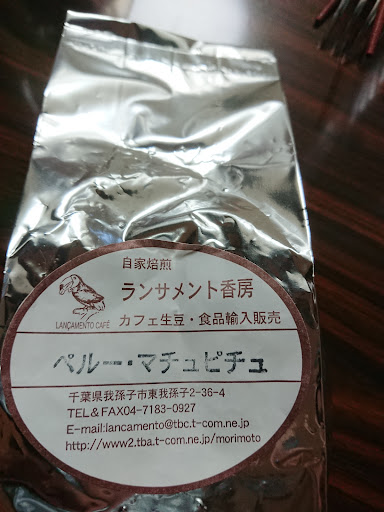 自家焙煎
ランサメント香房
LANÇAMENTO CAFÉ
カフェ生豆・食品輸入販売
ペルー・マチュピチュ
千葉県我孫子市東我孫子2-36-4
TEL＆FAX04-7183-0927
E-mail:lancamento@tbc.t-com.ne.jp
http://www2.tba.t-com.ne.jp/morimoto